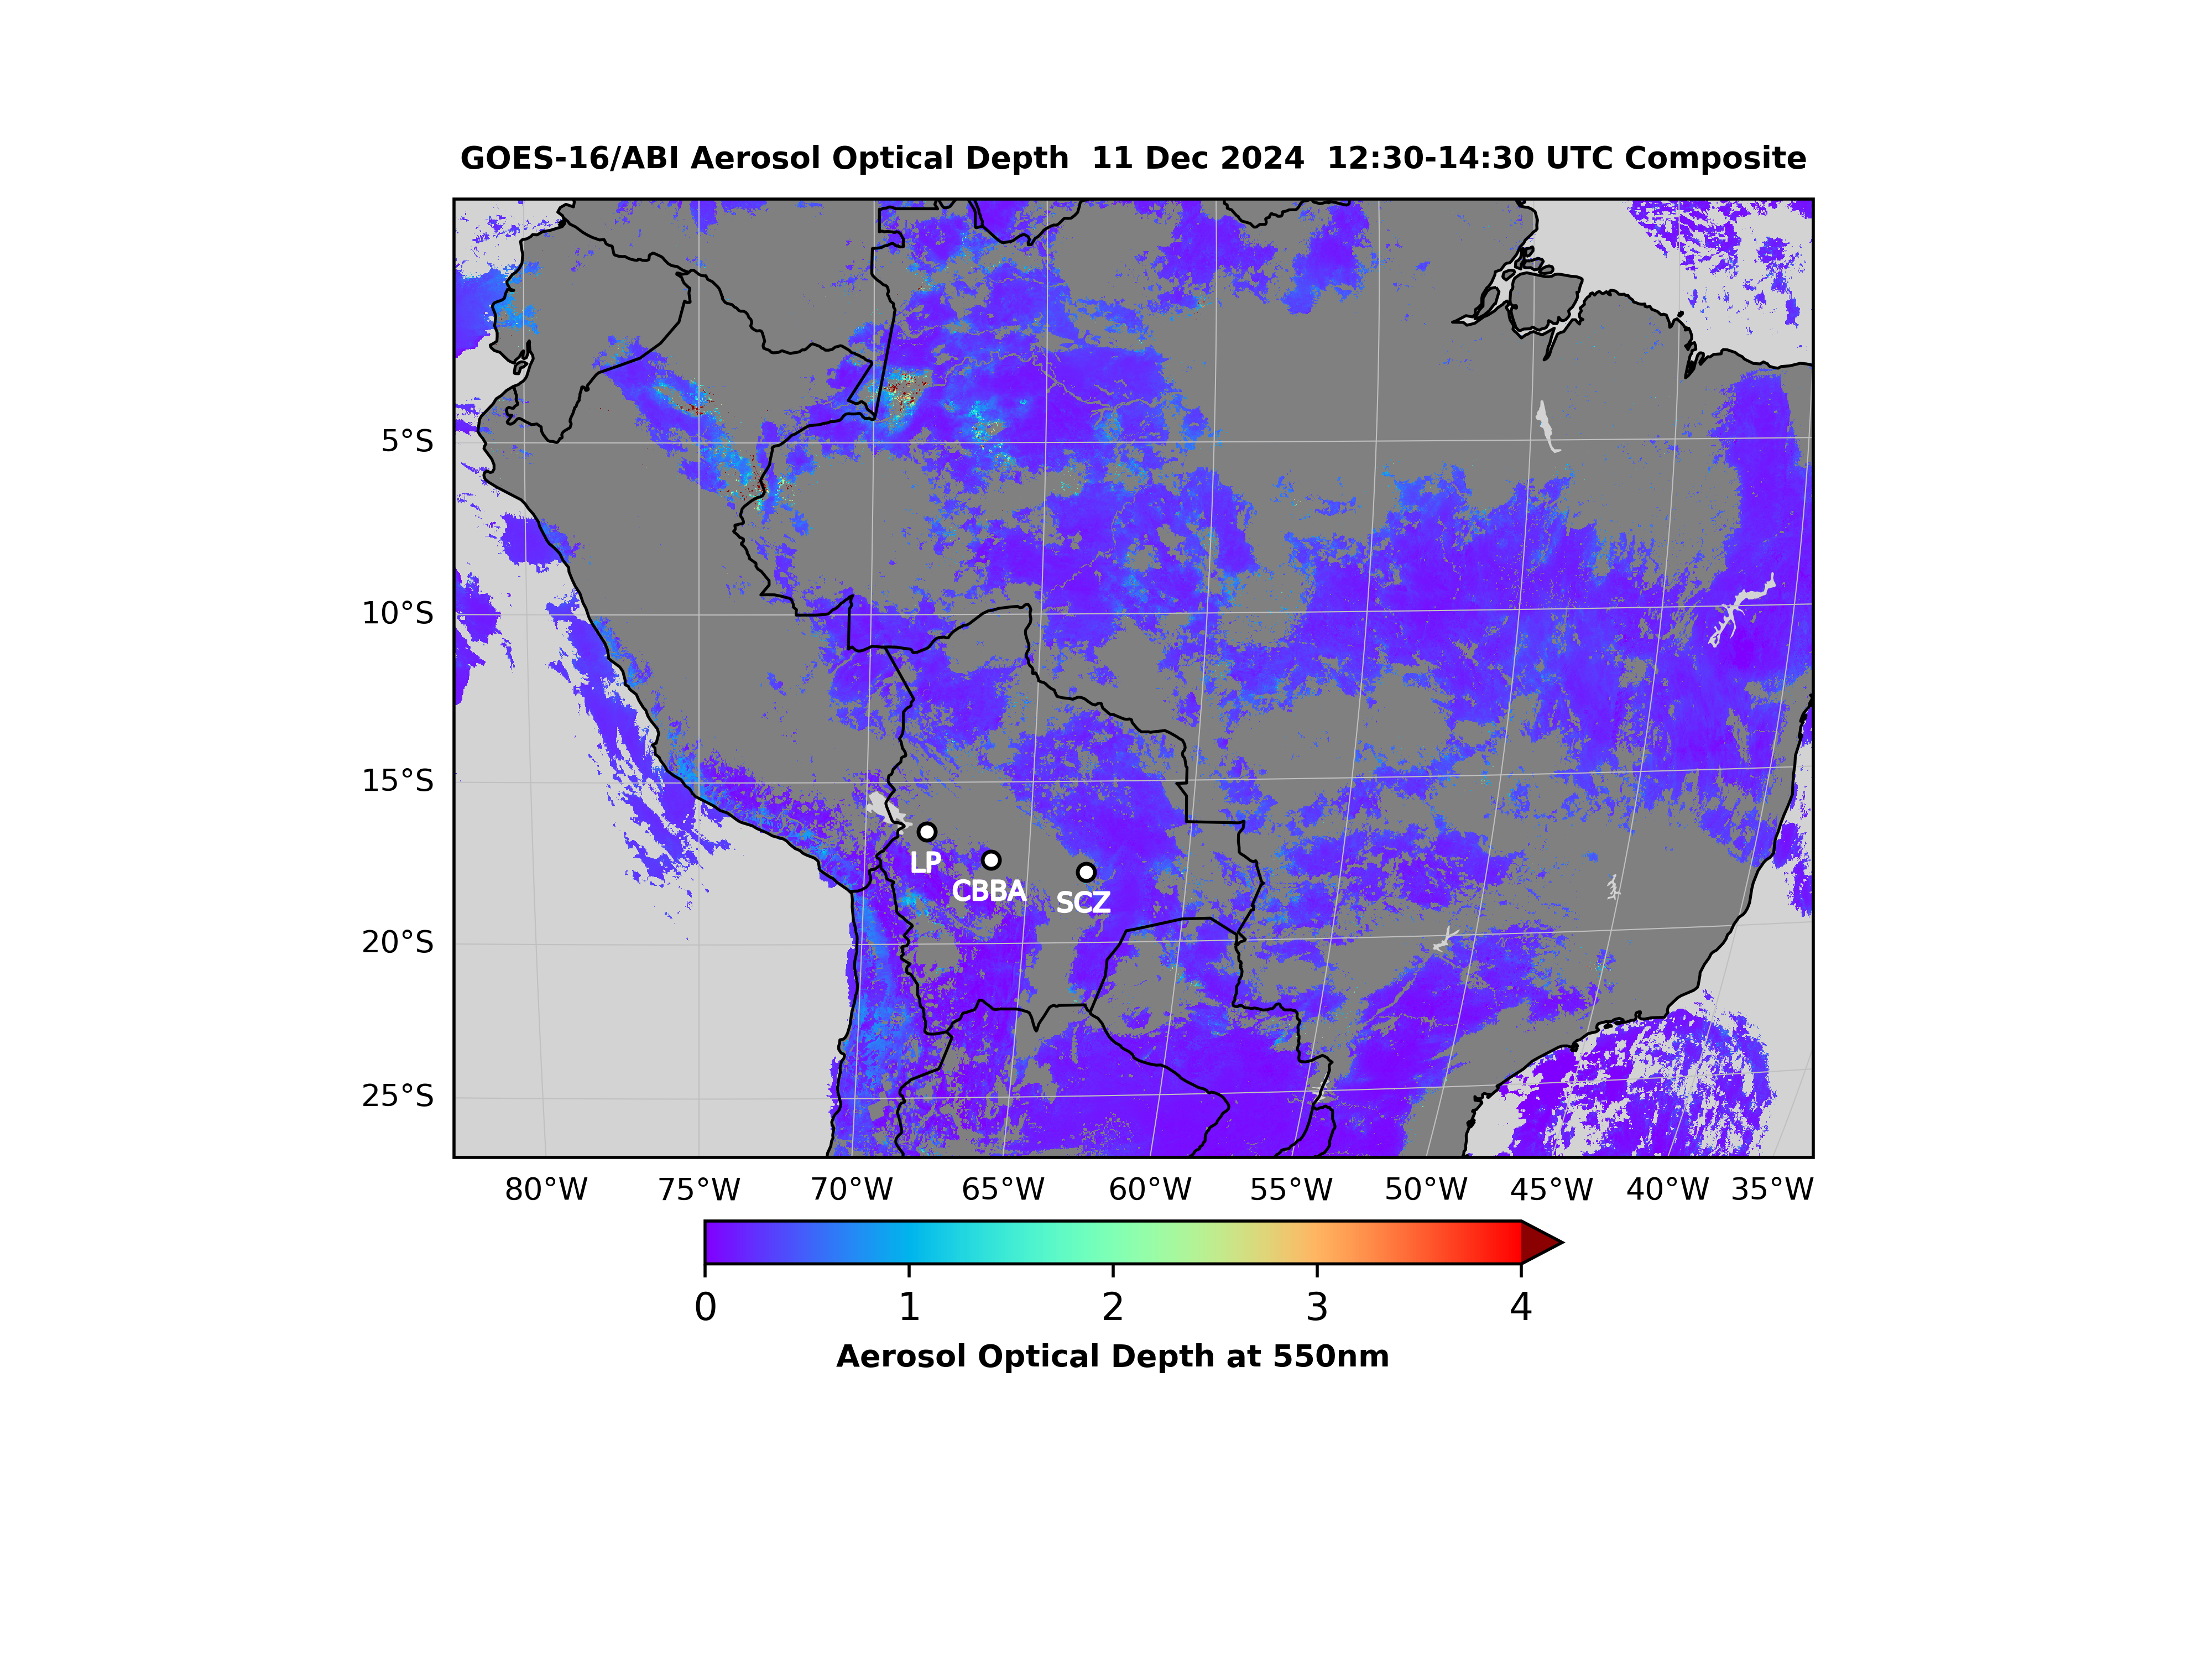 GOES-16/ABI Aerosol Optical Depth  11 Dec 2024  12:30-14:30 UTC Composite
5°S
10°S
15°S
LP
CBBA
SCZ
20°S
25°S
80°W 75°W 70°W 65°W 60°W 55°W 50°W 45°W 40°W 35°W
0 1 2 3 4
Aerosol Optical Depth at 550nm